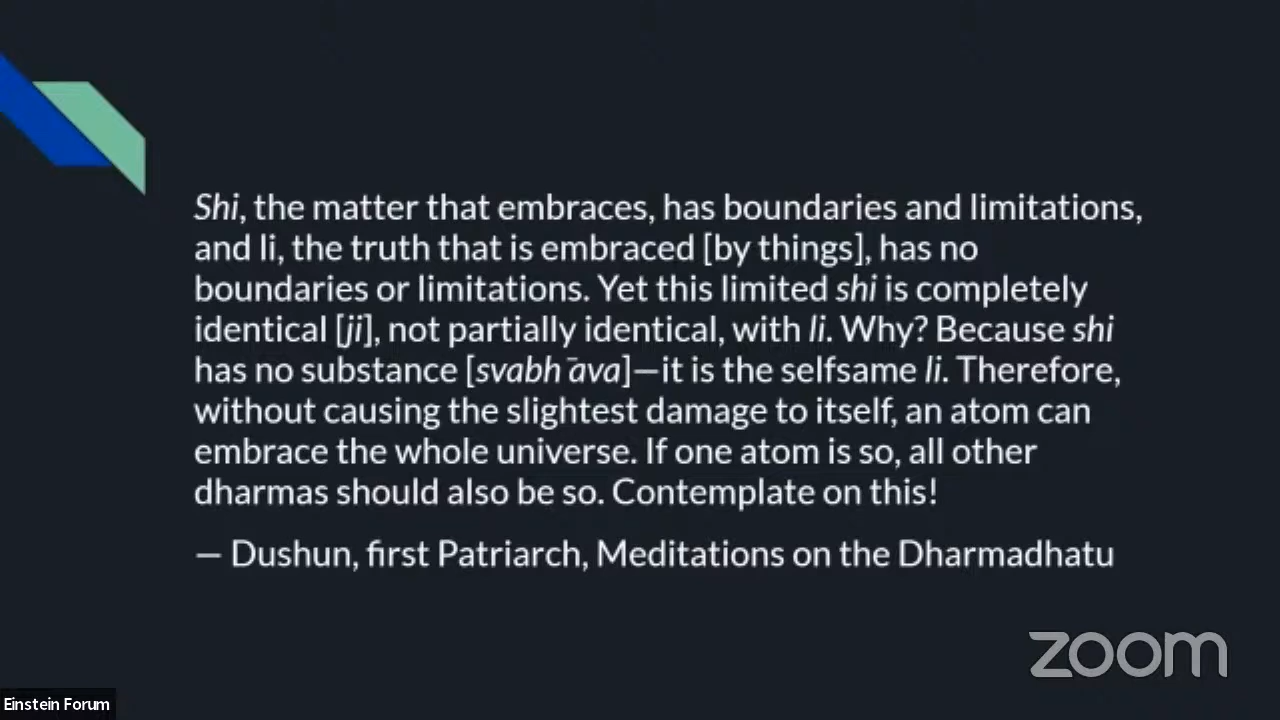 Shi, the matter that embraces, has boundaries and limitations,
and li, the truth that is embraced [by things], has no
boundaries or limitations. Yet this limited shi is completely
identical [ji], not partially identical, with li. Why? Because shi
has no substance [svabh ̄ava]—it is the selfsame li. Therefore,
without causing the slightest damage to itself, an atom can
embrace the whole universe. If one atom is so, all other
dharmas should also be so. Contemplate on this!
— Dushun, first Patriarch, Meditations on the Dharmadhatu
zoom
Einstein Forum